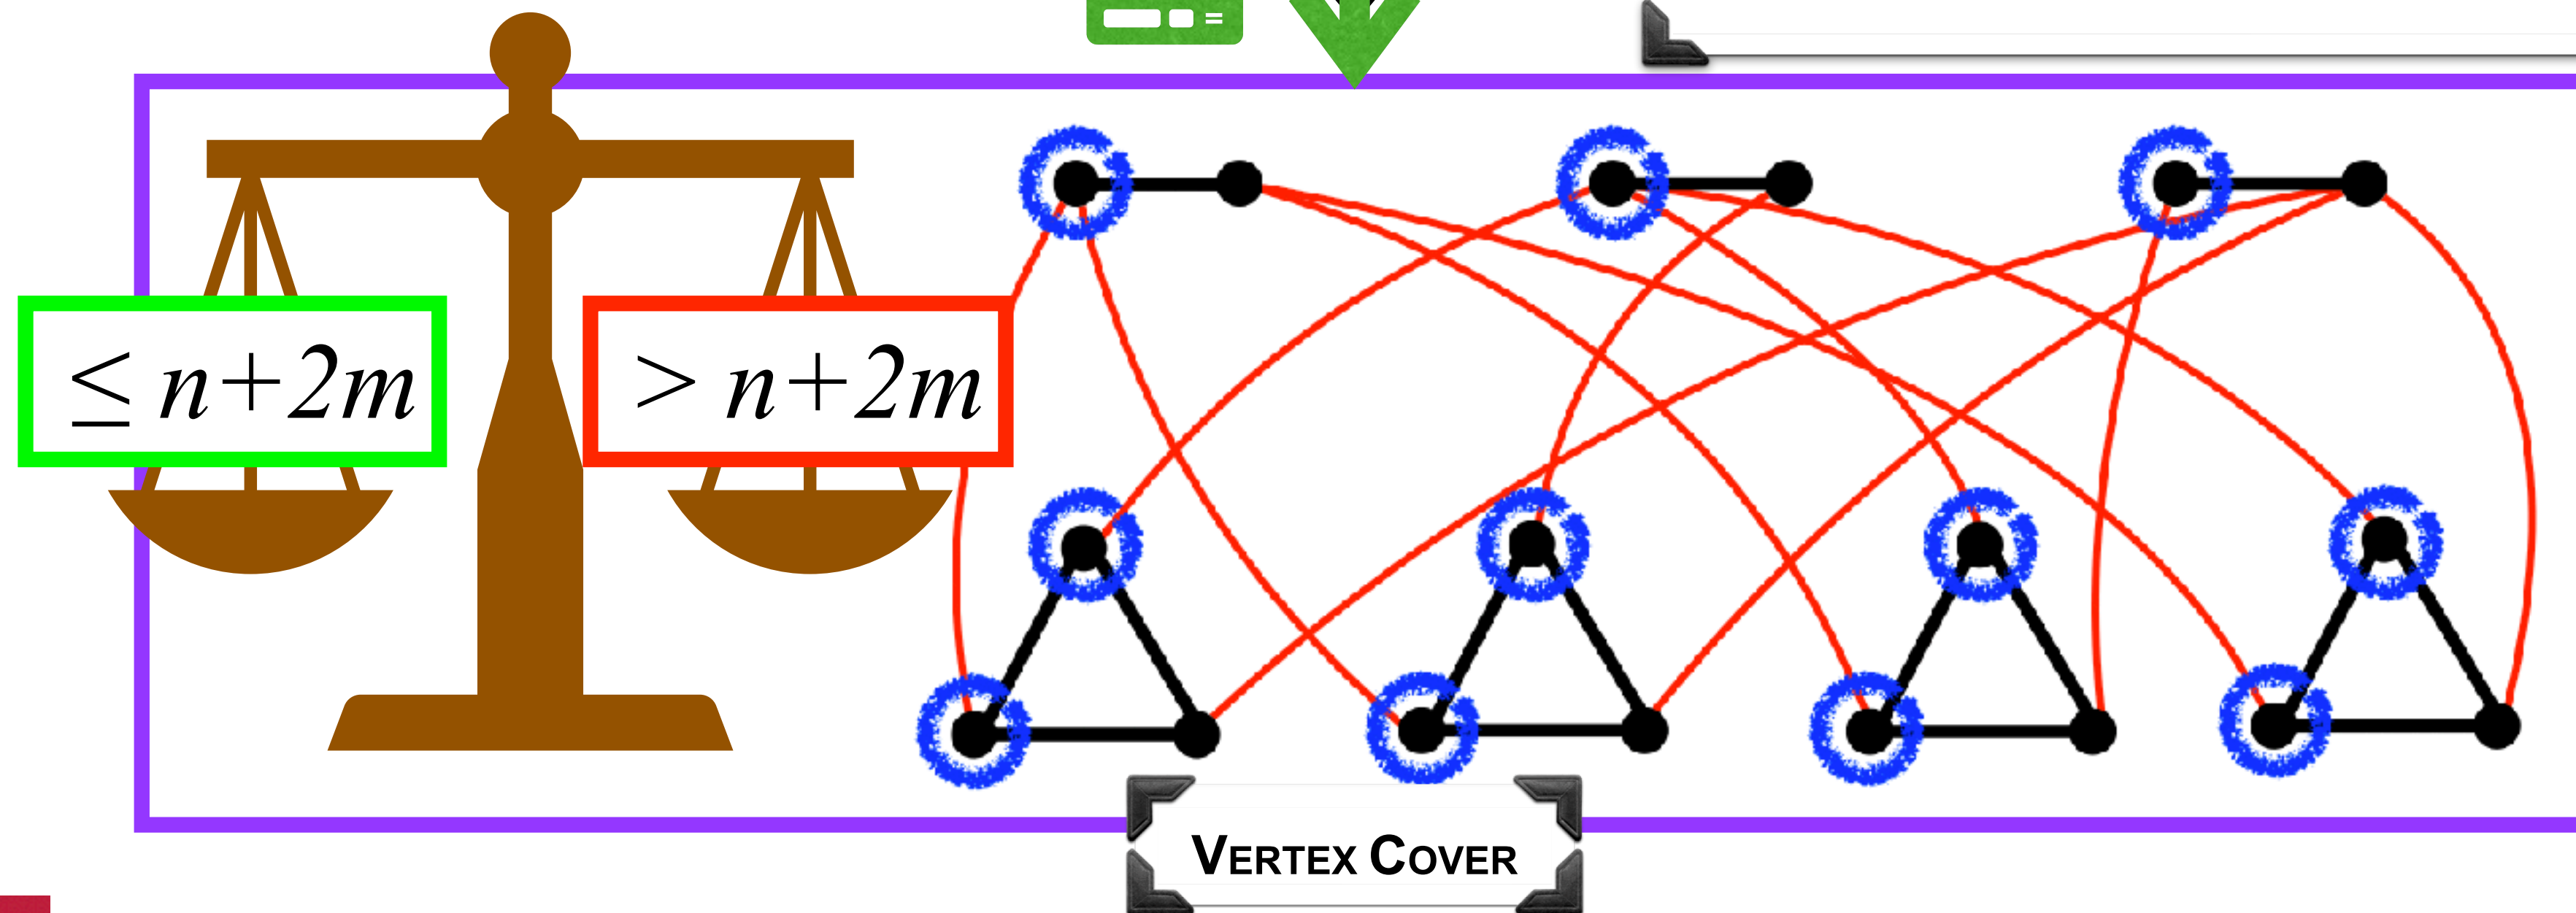 =
≤ n+2m
> n+2m
VERTEX COVER